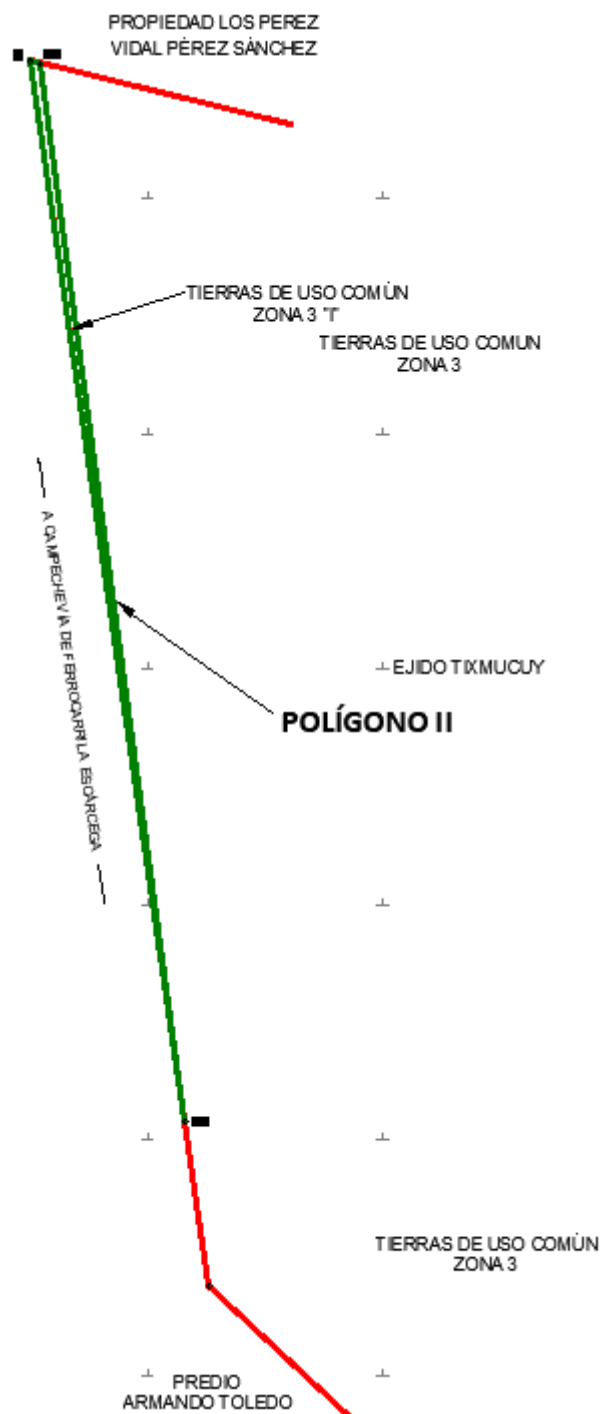 PROPIEDAD LOS PEREZ
VIDAL PÉREZ SÁNCHEZ
TIERRAS DE USO COMÚN
ZONA 3 "1"
TIERRAS DE USO COMUN
ZONA 3
A CAMPECHE VÍA DE FERROCARRIL A ESCÁRCEGA
EJIDO TIXMUCUY
POLÍGONO II
TIERRAS DE USO COMÚN
ZONA 3
PREDIO
ARMANDO TOLEDO